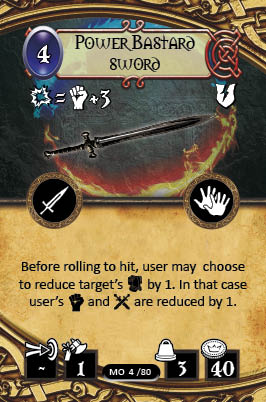 4
Power Bastard
sword
= +3
Before rolling to hit, user may choose
to reduce target's by 1. In that case
user's and are reduced by 1.
~ 1 MO 4 /80 3 40